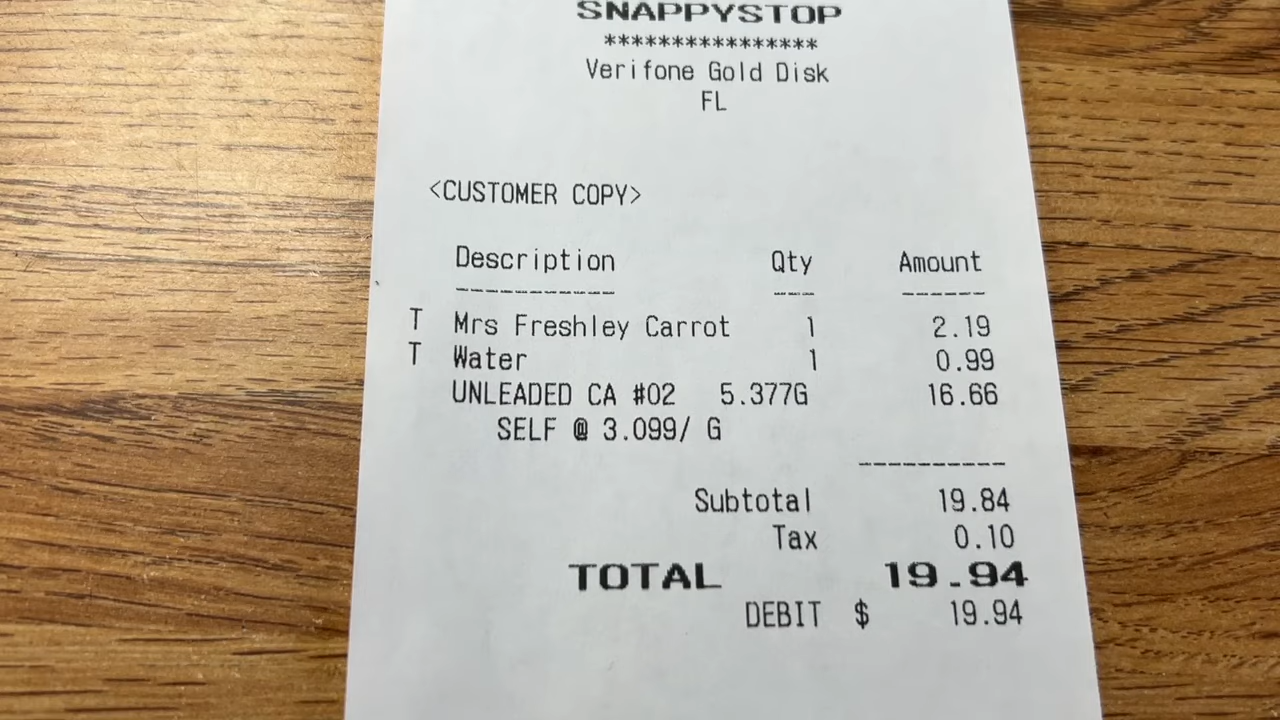 SNAPPYSTOP
****************
Verifone Gold Disk
FL
<CUSTOMER COPY>
Description Qty Amount
T Mrs Freshley Carrot 1 2.19
T Water 1 0.99
UNLEADED CA #02 5.377G 16.66
SELF @ 3.099/ G
Subtotal 19.84
Tax 0.10
TOTAL 19.94
DEBIT $ 19.94